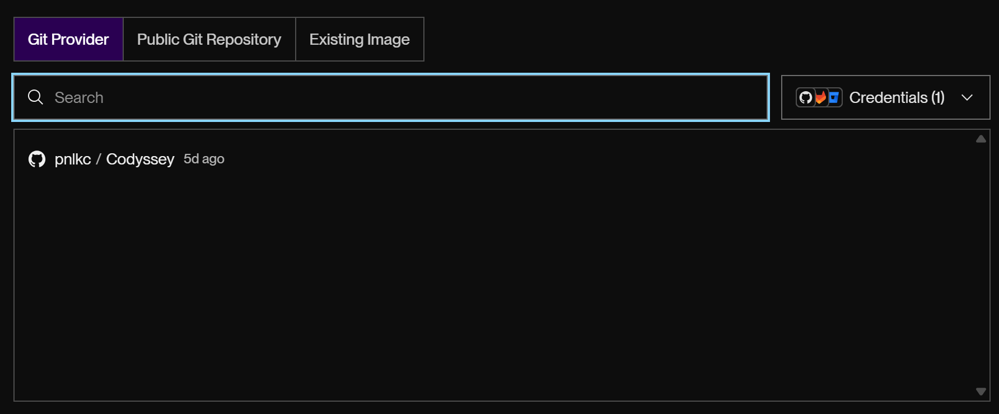 Git Provider Public Git Repository Existing Image
Search Credentials (1)
pnlkc / Codyssey 5d ago